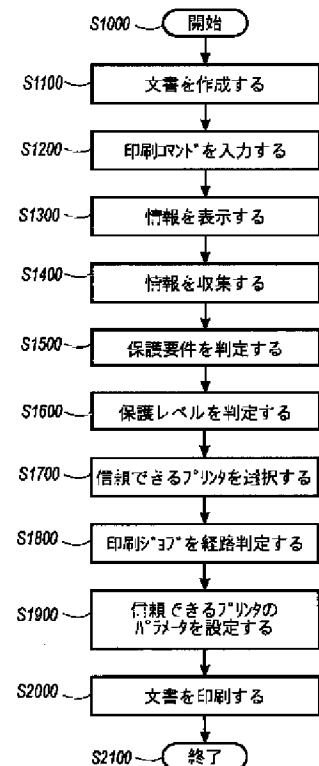 S1000 開始
S1100 文書を作成する
S1200 印刷コマンドを入力する
S1300 情報を表示する
S1400 情報を収集する
S1500 保護要件を判定する
S1600 保護レベルを判定する
S1700 信頼できるプリンタを選択する
S1800 印刷ジョブを経路判定する
S1900 信頼できるプリンタの
パラメータを設定する
S2000 文書を印刷する
S2100 終了